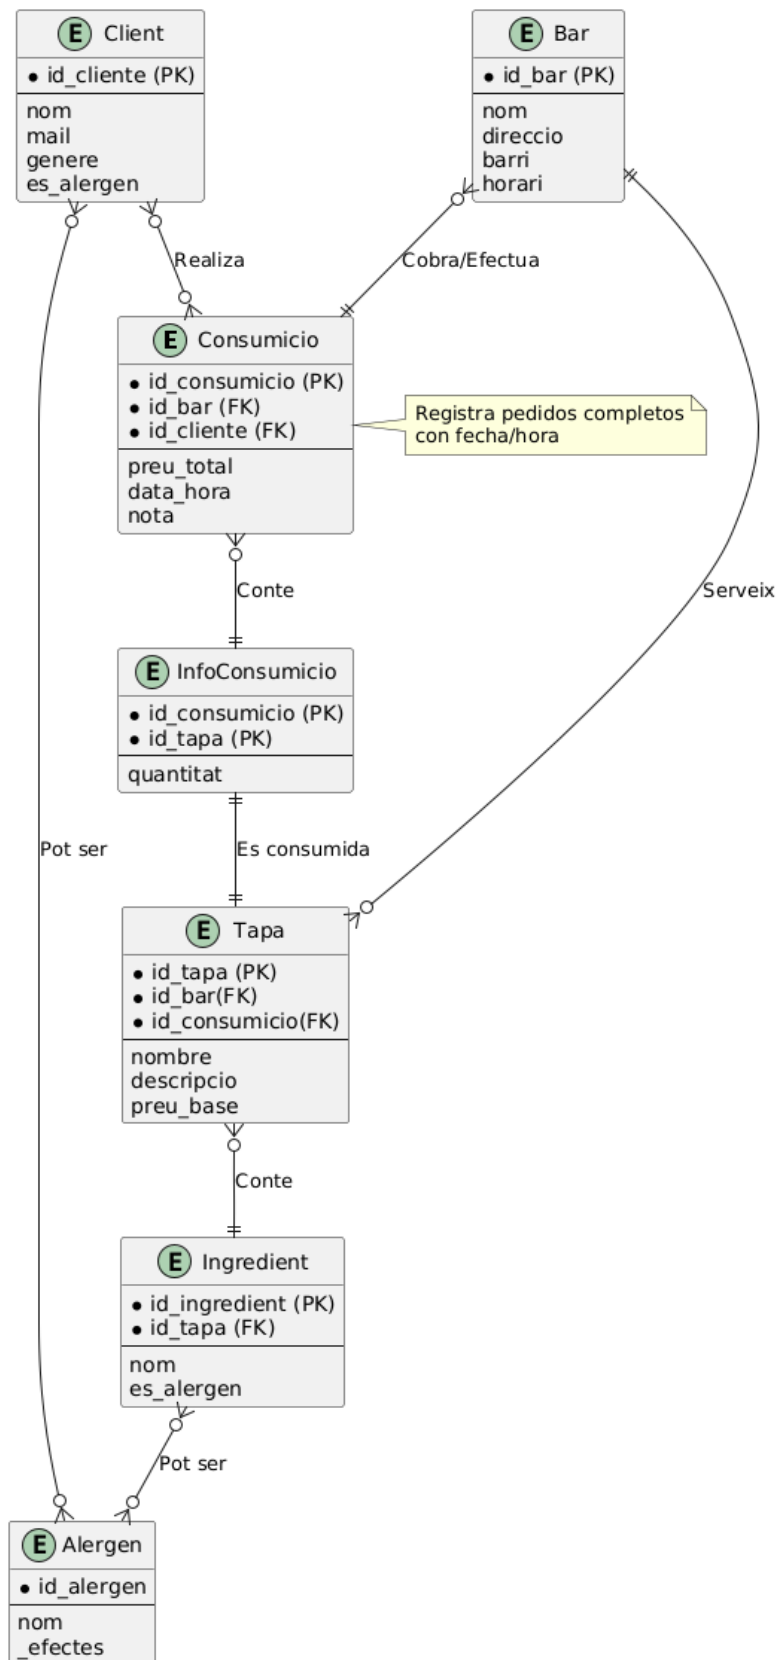 E Client
id_cliente (PK)
nom
mail
genere
es_alergen
E Bar
id_bar (PK)
nom
direccio
barri
horari
Realiza
Cobra/Efectua
E Consumicio
id_consumicio (PK)
id_bar (FK)
id_cliente (FK)
preu_total
data_hora
nota
Registra pedidos completos
con fecha/hora
Conte
Serveix
E InfoConsumicio
id_consumicio (PK)
id_tapa (PK)
quantitat
Pot ser
Es consumida
E Tapa
id_tapa (PK)
id_bar(FK)
id_consumicio(FK)
nombre
descripcio
preu_base
Conte
E Ingredient
id_ingredient (PK)
id_tapa (FK)
nom
es_alergen
Pot ser
E Alergen
id_alergen
nom
_efectes